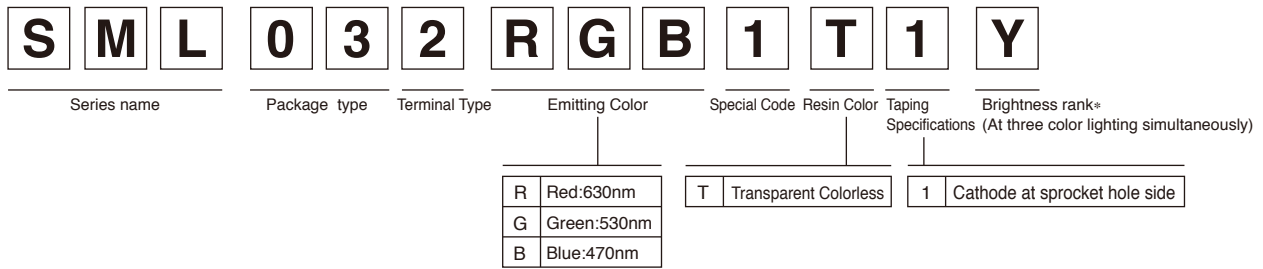 S M L 0 3 2 R G B 1 T 1 Y
Series name Package type Terminal Type Emitting Color Special Code Resin Color Taping Specifications Brightness rank*
(At three color lighting simultaneously)
R Red:630nm
G Green:530nm
B Blue:470nm
T Transparent Colorless
1 Cathode at sprocket hole side